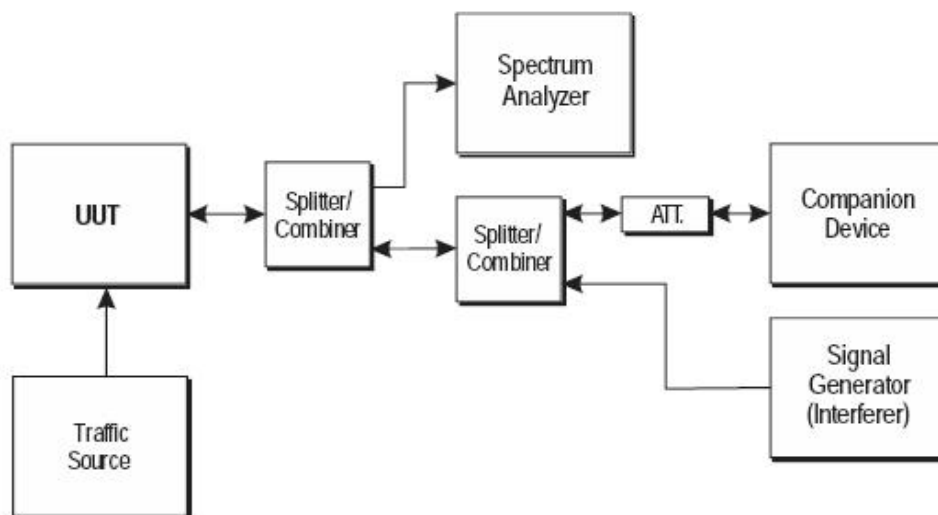 Spectrum
Analyzer
UUT
Splitter/
Combiner
Splitter/
Combiner
ATT.
Companion
Device
Signal
Generator
(Interferer)
Traffic
Source